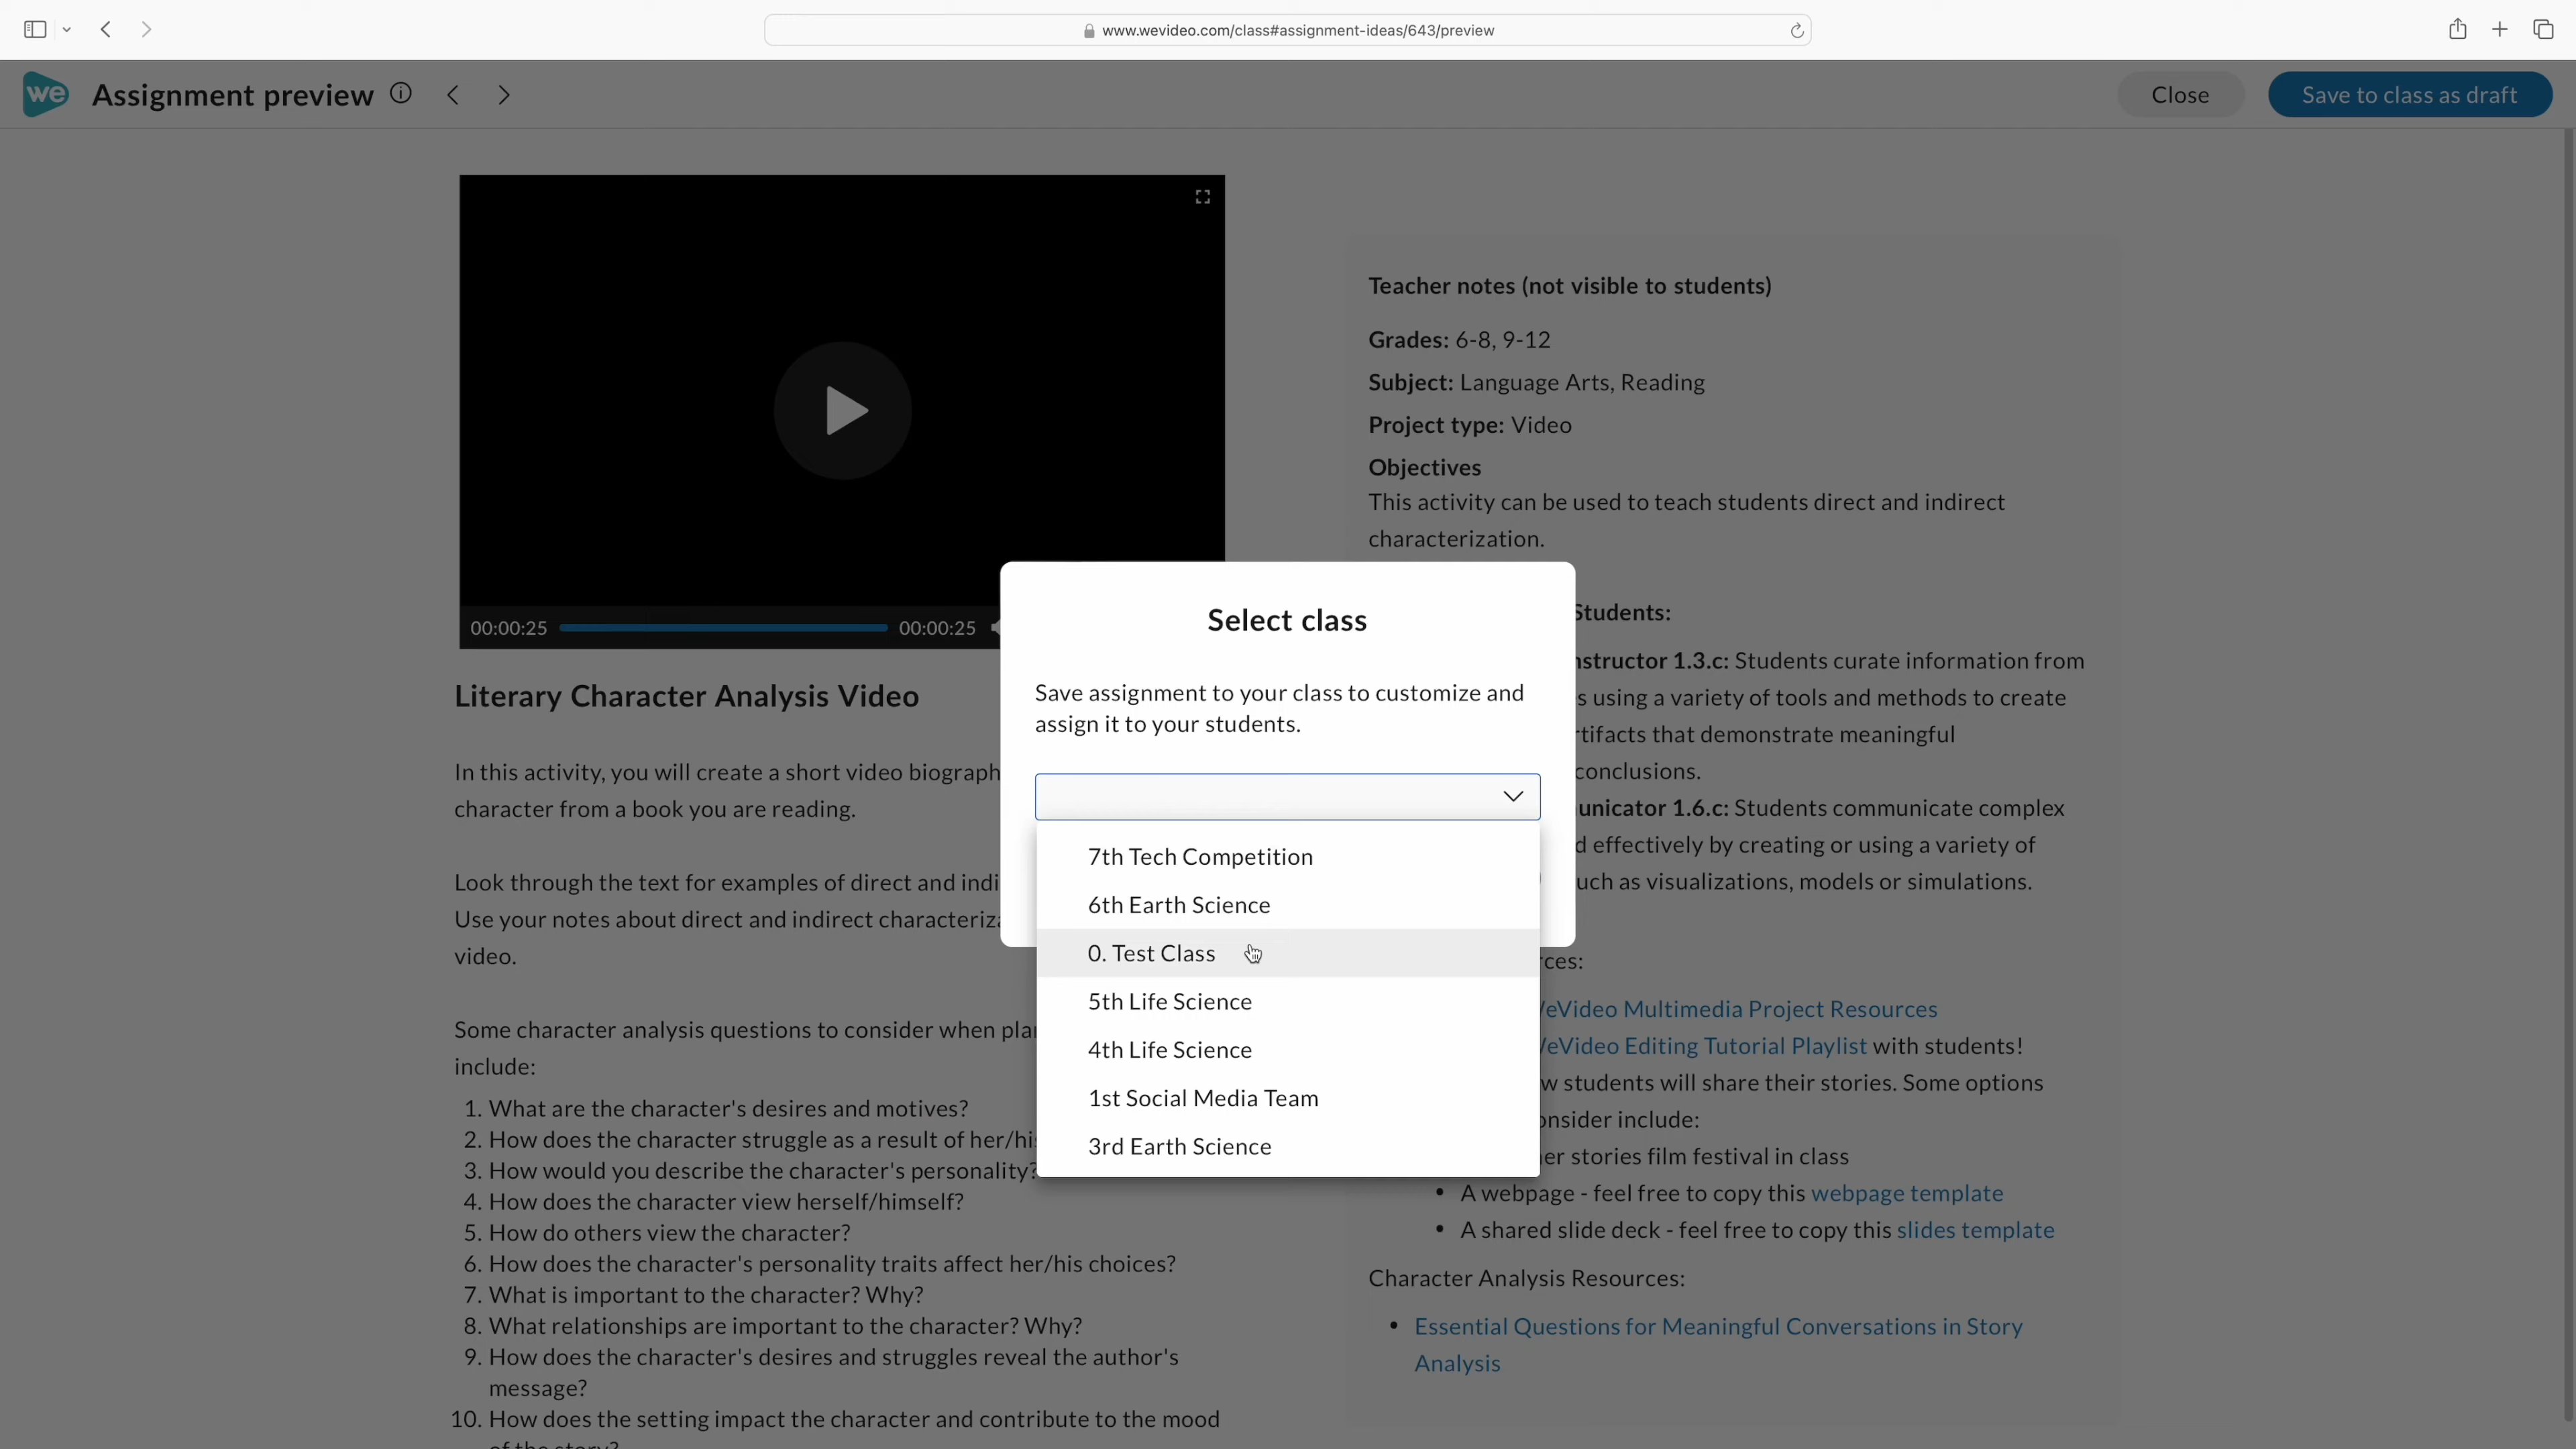 www.wevideo.com/class#assignment-ideas/643/preview
we
Assignment preview
Close
Save to class as draft
00:00:25
00:00:25
Literary Character Analysis Video
In this activity, you will create a short video biograph
character from a book you are reading.
Look through the text for examples of direct and indi
Use your notes about direct and indirect characteriza
video.
Some character analysis questions to consider when plan
include:
1. What are the character's desires and motives?
2. How does the character struggle as a result of her/his
3. How would you describe the character's personality?
4. How does the character view herself/himself?
5. How do others view the character?
6. How does the character's personality traits affect her/his choices?
7. What is important to the character? Why?
8. What relationships are important to the character? Why?
9. How does the character's desires and struggles reveal the author's
message?
10. How does the setting impact the character and contribute to the mood
of the story?
Select class
Save assignment to your class to customize and
assign it to your students.
7th Tech Competition
6th Earth Science
0. Test Class
5th Life Science
4th Life Science
1st Social Media Team
3rd Earth Science
Teacher notes (not visible to students)
Grades: 6-8, 9-12
Subject: Language Arts, Reading
Project type: Video
Objectives
This activity can be used to teach students direct and indirect
characterization.
Students:
nstructor 1.3.c: Students curate information from
s using a variety of tools and methods to create
rtifacts that demonstrate meaningful
conclusions.
unicator 1.6.c: Students communicate complex
d effectively by creating or using a variety of
uch as visualizations, models or simulations.
rces:
WeVideo Multimedia Project Resources
WeVideo Editing Tutorial Playlist with students!
w students will share their stories. Some options
onsider include:
er stories film festival in class
• A webpage - feel free to copy this webpage template
• A shared slide deck - feel free to copy this slides template
Character Analysis Resources:
• Essential Questions for Meaningful Conversations in Story
Analysis